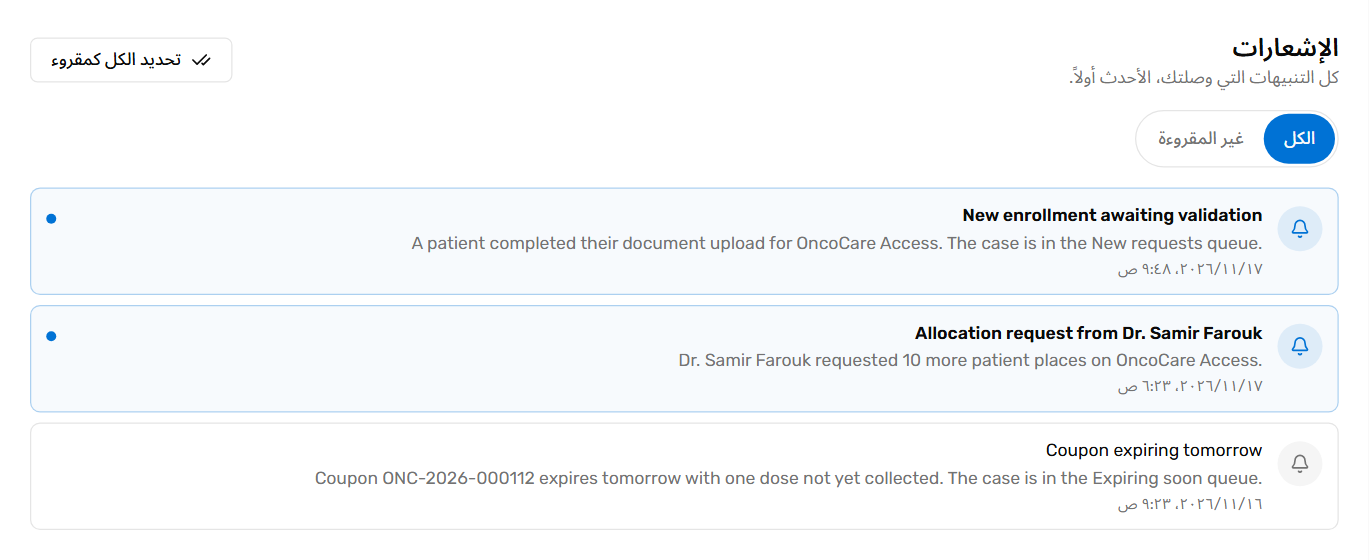 الإشعارات
كل التنبيهات التي وصلتك، الأحدث أولاً.
تحديد الكل كمقروء
الكل
غير المقروءة
New enrollment awaiting validation
A patient completed their document upload for OncoCare Access. The case is in the New requests queue.
٢٠٢٦/١١/١٧، ٩:٤٨ ص
Allocation request from Dr. Samir Farouk
Dr. Samir Farouk requested 10 more patient places on OncoCare Access.
٢٠٢٦/١١/١٧، ٦:٢٣ ص
Coupon expiring tomorrow
Coupon ONC-2026-000112 expires tomorrow with one dose not yet collected. The case is in the Expiring soon queue.
٢٠٢٦/١١/١٦، ٩:٢٣ ص